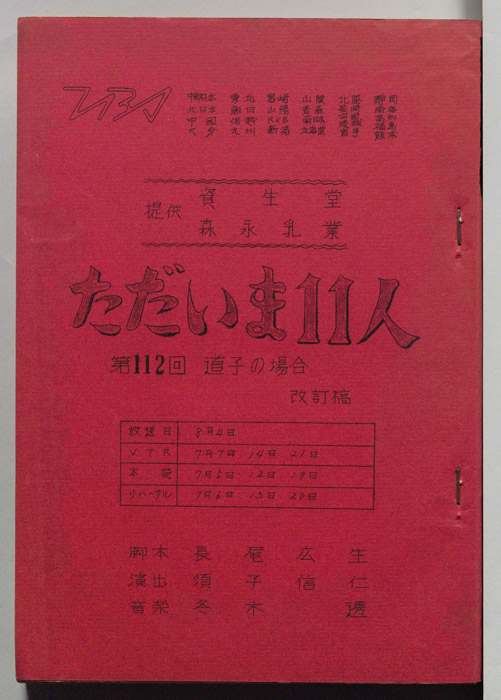 TBS
提供 資生堂
森永乳業
ただいま11人
第112回 道子の場合
改訂稿
放送日 8月4日
VTR 7月7日 14日 21日
本読 7月5日 12日 19日
リハーサル 7月6日 13日 20日
脚本 長尾広生
演出 須子信仁
音楽 冬木透